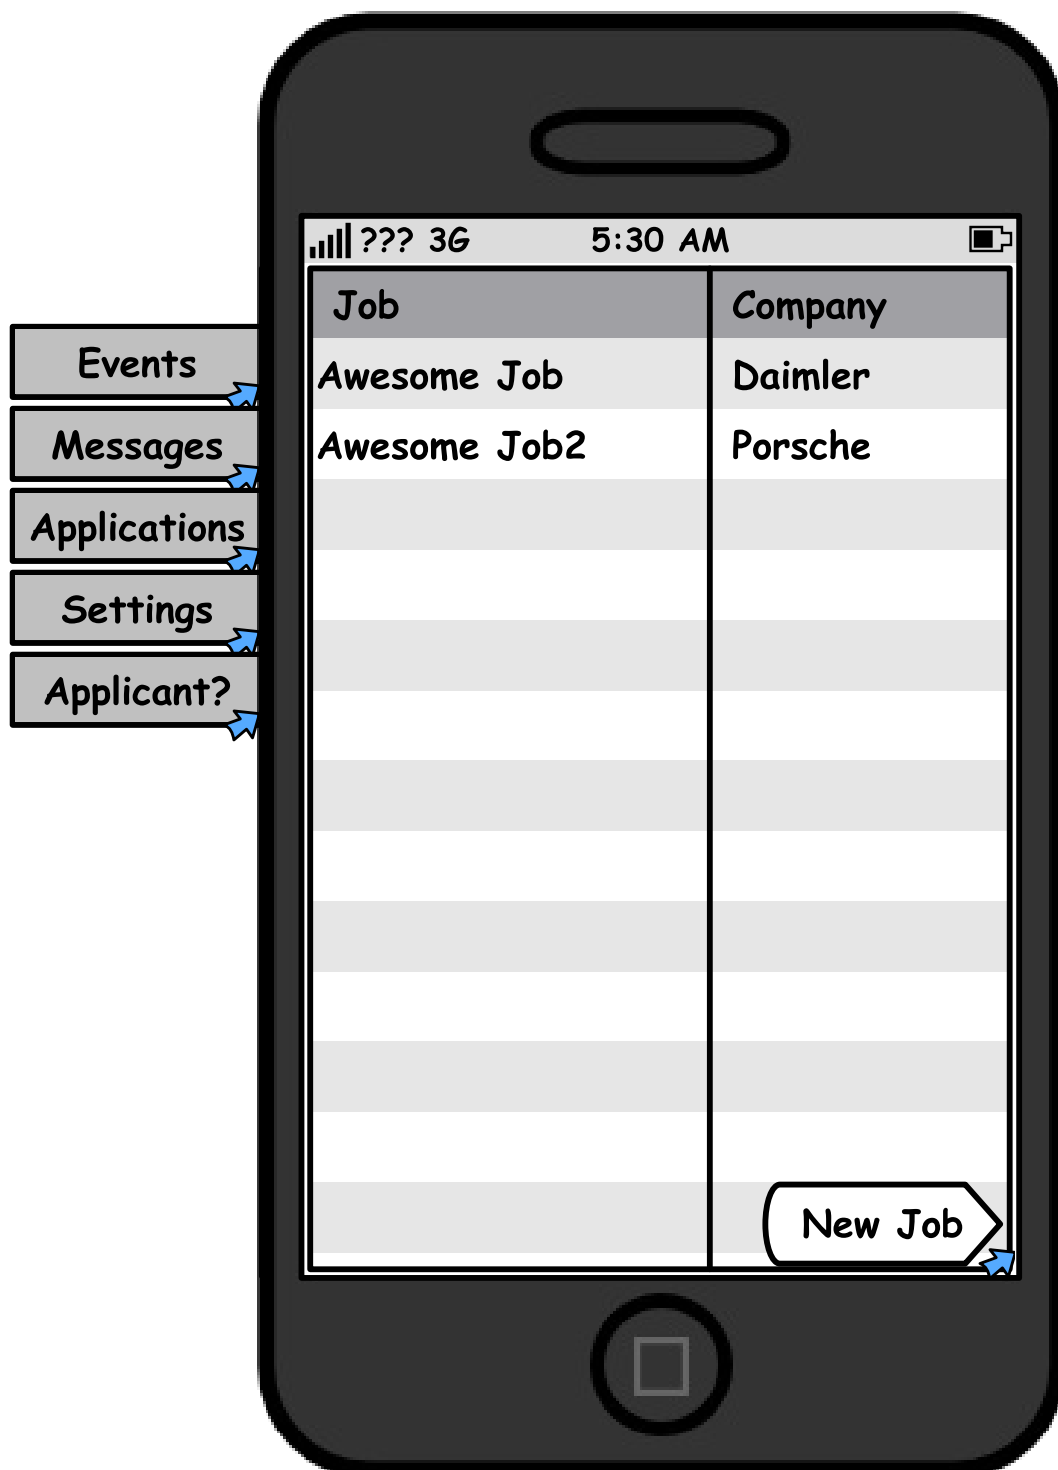 ??? 3G 5:30 AM
Job Company
Events
Awesome Job Daimler
Messages
Awesome Job2 Porsche
Applications
Settings
Applicant?
New Job